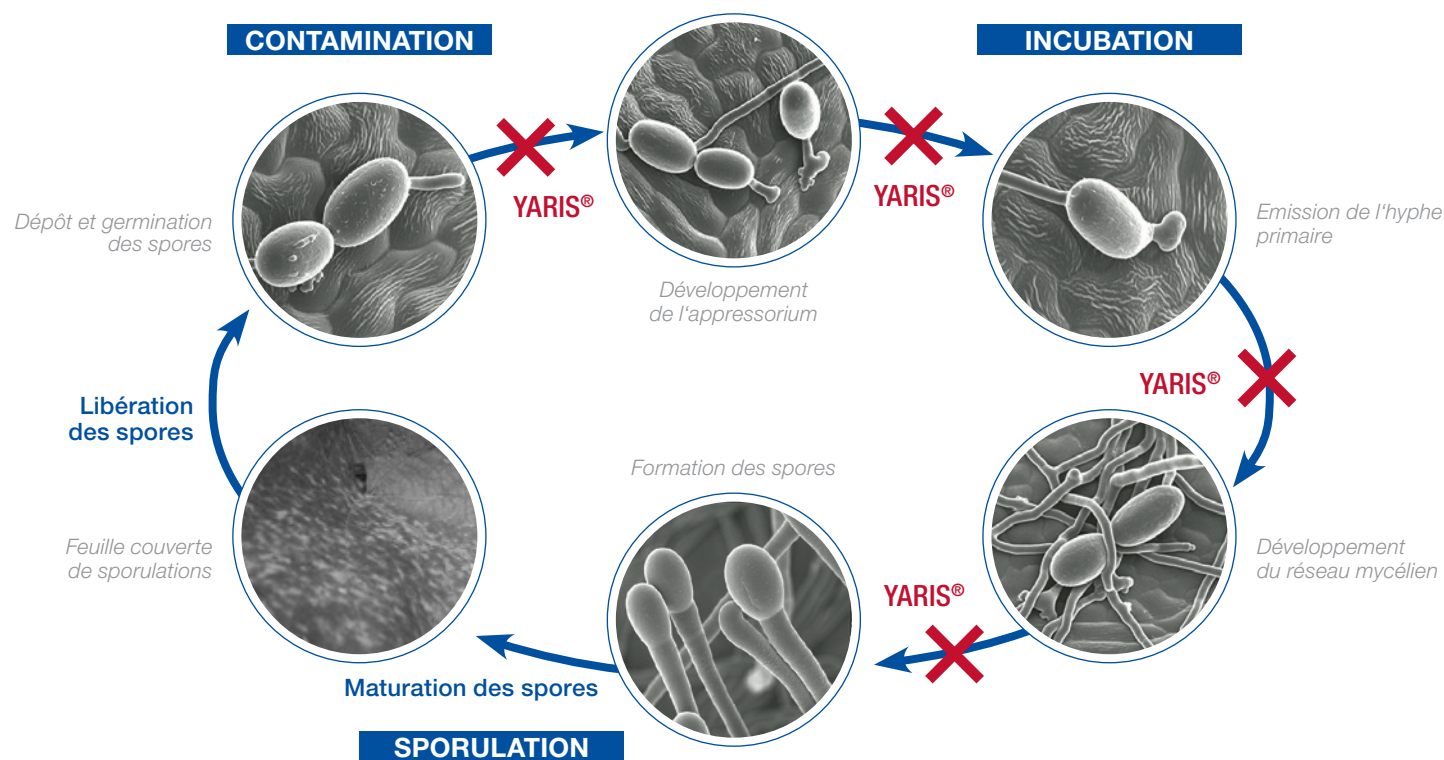 CONTAMINATION
INCUBATION
YARIS®
YARIS®
Dépôt et germination
des spores
Emission de l‘hyphe
primaire
Développement
de l‘appressorium
YARIS®
Libération
des spores
Formation des spores
Feuille couverte
de sporulations
Développement
du réseau mycélien
YARIS®
Maturation des spores
SPORULATION